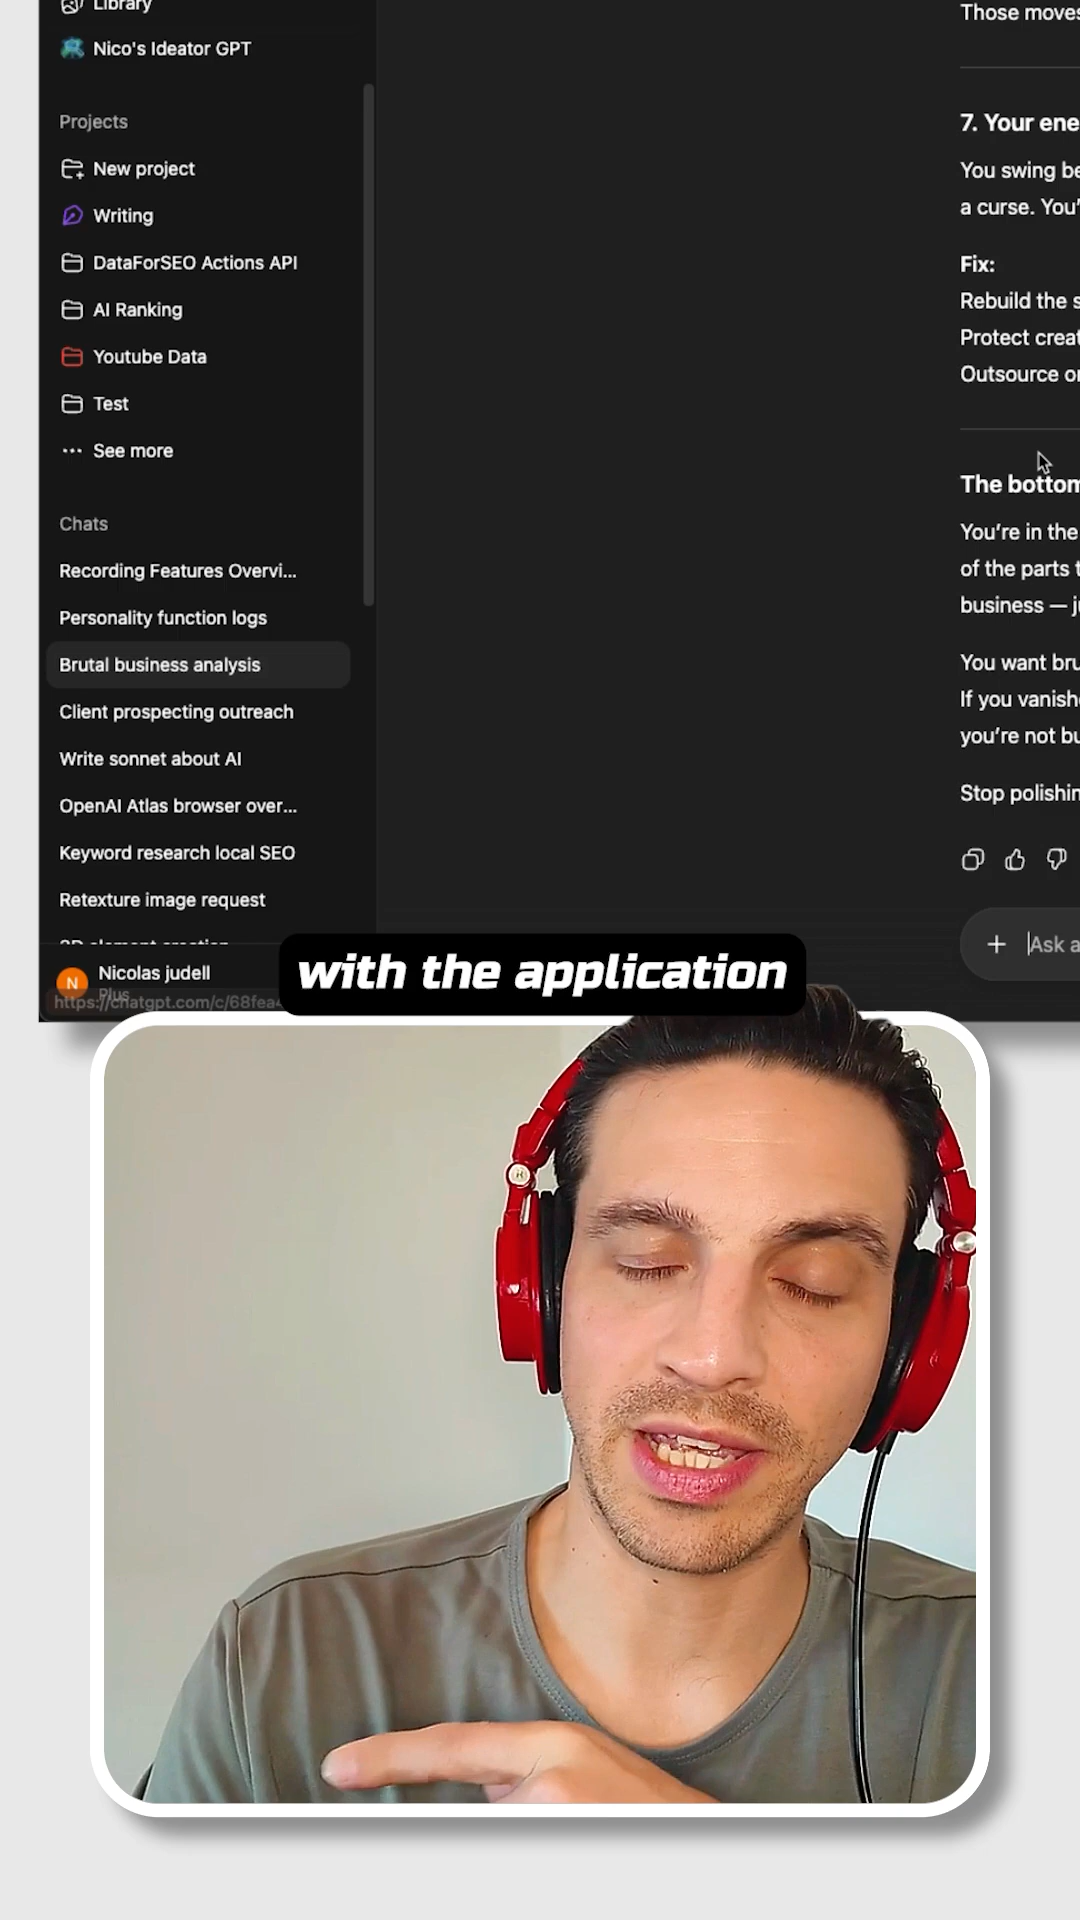 Library
Nico's Ideator GPT
Projects
New project
Writing
DataForSEO Actions API
AI Ranking
Youtube Data
Test
See more
Chats
Recording Features Overvi...
Personality function logs
Brutal business analysis
Client prospecting outreach
Write sonnet about AI
OpenAI Atlas browser over...
Keyword research local SEO
Retexture image request
N
Nicolas judell
Plus
https://chatgpt.com/c/68fea
Those moves
7. Your ene
You swing be
a curse. You'
Fix:
Rebuild the s
Protect creat
Outsource or
The bottom
You're in the
of the parts t
business — ju
You want bru
If you vanish
you're not bu
Stop polishin
Ask a
with the application